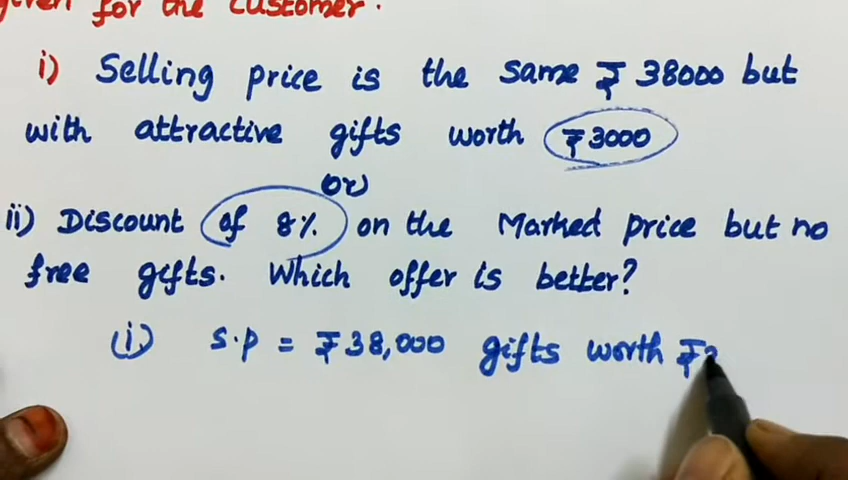 given for the customer.
i) Selling price is the same ₹ 38000 but
with attractive gifts worth ₹3000
(or)
ii) Discount of 8% on the Marked price but no
free gifts. Which offer is better?
(i) S.P = ₹38,000 gifts worth ₹3